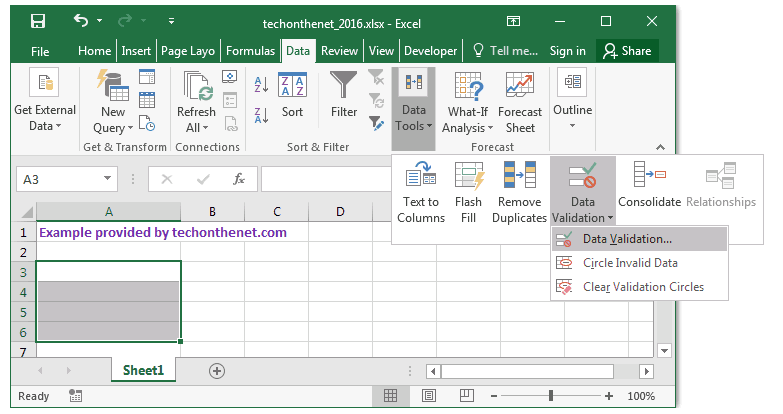 techonthenet_2016.xlsx - Excel
File Home Insert Page Layo Formulas Data Review View Developer Tell me... Sign in Share
Get External Data
New Query
Refresh All
Sort
Filter
Data Tools
What-If Analysis
Forecast Sheet
Outline
Get & Transform Connections Sort & Filter Forecast
A3 fx
Text to Columns
Flash Fill
Remove Duplicates
Data Validation
Consolidate
Relationships
Data Validation...
Circle Invalid Data
Clear Validation Circles
A B C D
1 Example provided by techonthenet.com
2
3
4
5
6
7
Sheet1
Ready 100%